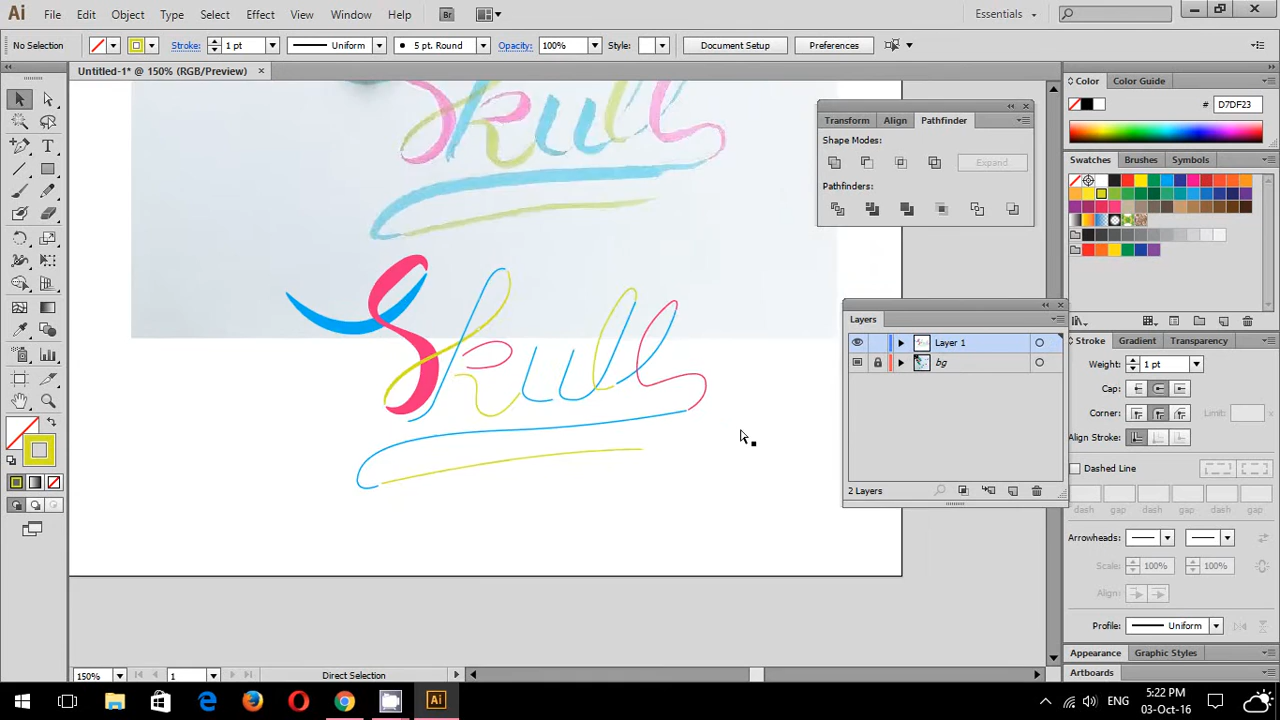 Ai File Edit Object Type Select Effect View Window Help Br Essentials
No Selection Stroke: 1 pt Uniform 5 pt. Round Opacity: 100% Style: Document Setup Preferences
Untitled-1* @ 150% (RGB/Preview)
Color Color Guide
# D7DF23
Transform Align Pathfinder
Shape Modes:
Expand
Pathfinders:
Swatches Brushes Symbols
Skull
Skull
Layers
Layer 1
bg
2 Layers
Stroke Gradient Transparency
Weight: 1 pt
Cap:
Corner: Limit:
Align Stroke:
Dashed Line
dash gap dash gap dash gap
Arrowheads:
Scale: 100% 100%
Align:
Profile: Uniform
Appearance Graphic Styles
Artboards
150% 1 Direct Selection
Ai ENG 5:22 PM
03-Oct-16